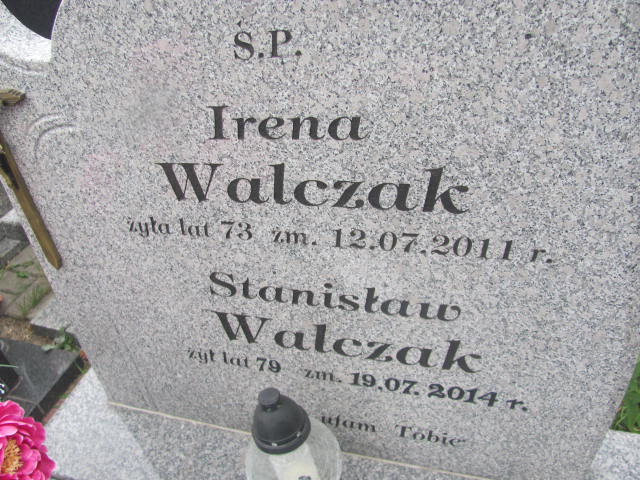 Ś.P.
Irena
Walczak
żyła lat 73 zm. 12.07.2011 r.
Stanisław
Walczak
żył lat 79 zm. 19.07.2014 r.
ufam Tobie